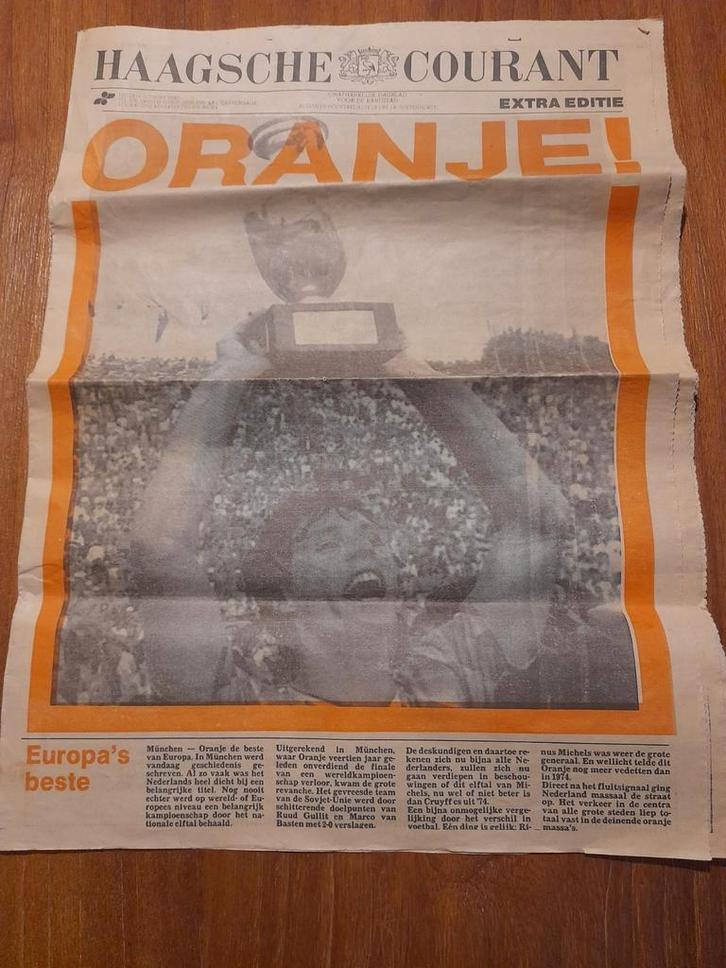 HAAGSCHE COURANT
ONAFHANKELIJK DAGBLAD
VOOR DE RANDSTAD
EXTRA EDITIE
ORANJE!
Europa's
beste
München — Oranje de beste
van Europa. In München werd
vandaag geschiedenis ge-
schreven. Al zo vaak was het
Nederlands heel dicht bij een
belangrijke titel. Nog nooit
echter werd op wereld- of Eu-
ropees niveau een belangrijk
kampioenschap door het na-
tionale elftal behaald.
Uitgerekend in München,
waar Oranje veertien jaar ge-
leden onverdiend de finale
van een wereldkampioen-
schap verloor, kwam de grote
revanche. Het gevreesde team
van de Sovjet-Unie werd door
schitterende doelpunten van
Ruud Gullit en Marco van
Basten met 2-0 verslagen.
De deskundigen en daartoe re-
kenen zich nu bijna alle Ne-
derlanders, zullen zich nu
gaan verdiepen in beschou-
wingen of dit elftal van Mi-
chels, nu wel of niet beter is
dan Cruyff es uit '74.
Een bijna onmogelijke verge-
lijking door het verschil in
voetbal. Eén ding is gelijk: Ri-
nus Michels was weer de grote
generaal. En wellicht telde dit
Oranje nog meer vedetten dan
in 1974.
Direct na het fluitsignaal ging
Nederland massaal de straat
op. Het verkeer in de centra
van alle grote steden liep to-
taal vast in de deinende oranje
massa's.